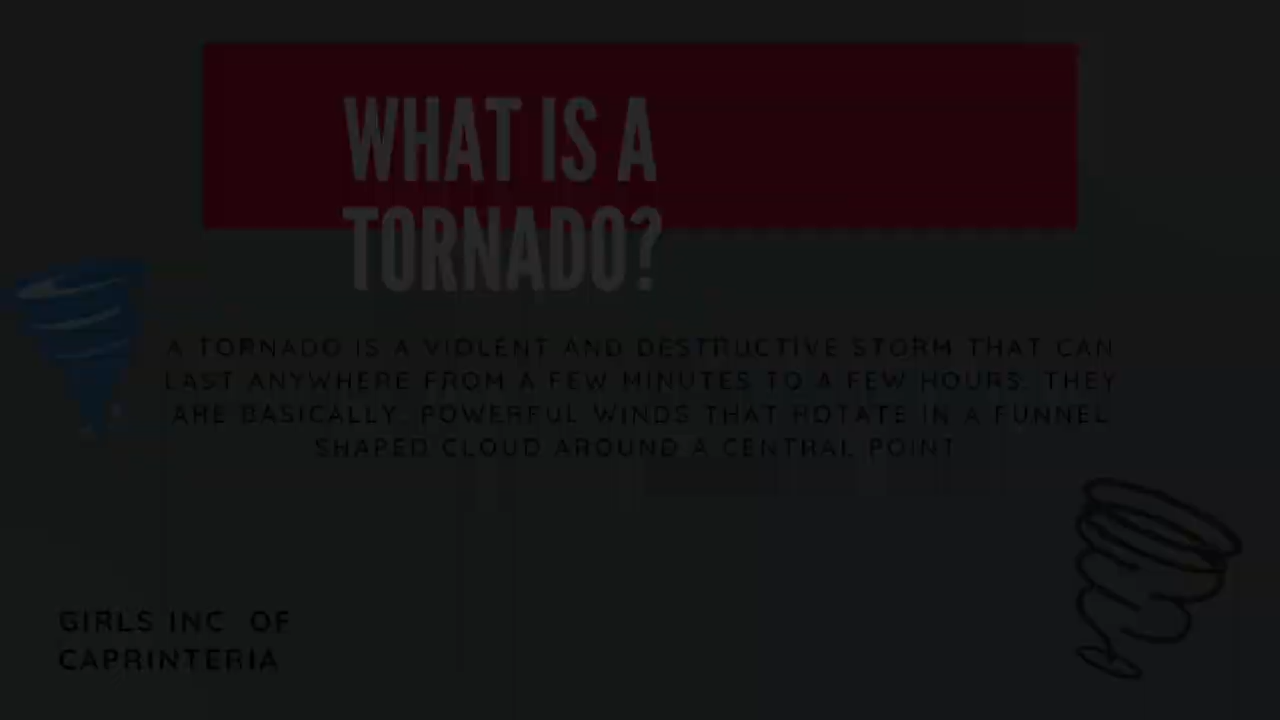 WHAT IS A
TORNADO?
A TORNADO IS A VIOLENT AND DESTRUCTIVE STORM THAT CAN
LAST ANYWHERE FROM A FEW MINUTES TO A FEW HOURS. THEY
ARE BASICALLY, POWERFUL WINDS THAT ROTATE IN A FUNNEL
SHAPED CLOUD AROUND A CENTRAL POINT
GIRLS INC OF
CAPRINTERIA